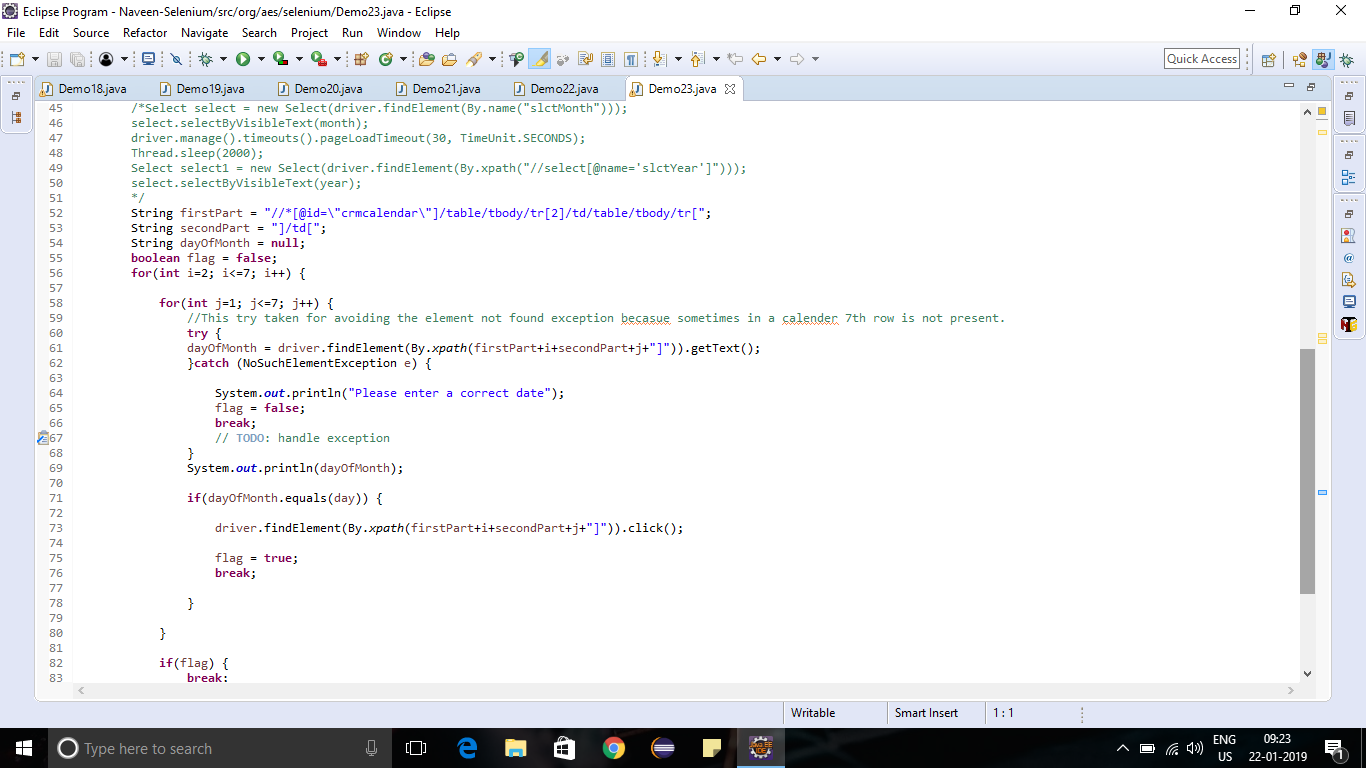 Eclipse Program - Naveen-Selenium/src/org/aes/selenium/Demo23.java - Eclipse
File Edit Source Refactor Navigate Search Project Run Window Help
Quick Access
Demo18.java Demo19.java Demo20.java Demo21.java Demo22.java Demo23.java
45 /*Select select = new Select(driver.findElement(By.name("slctMonth")));
46 select.selectByVisibleText(month);
47 driver.manage().timeouts().pageLoadTimeout(30, TimeUnit.SECONDS);
48 Thread.sleep(2000);
49 Select select1 = new Select(driver.findElement(By.xpath("//select[@name='slctYear']")));
50 select.selectByVisibleText(year);
51 */
52 String firstPart = "//*[@id=\"crmcalendar\"]/table/tbody/tr[2]/td/table/tbody/tr[";
53 String secondPart = "]/td[";
54 String dayOfMonth = null;
55 boolean flag = false;
56 for(int i=2; i<=7; i++) {
57
58 for(int j=1; j<=7; j++) {
59 //This try taken for avoiding the element not found exception becasue sometimes in a calender 7th row is not present.
60 try {
61 dayOfMonth = driver.findElement(By.xpath(firstPart+i+secondPart+j+"]")).getText();
62 }catch (NoSuchElementException e) {
63
64 System.out.println("Please enter a correct date");
65 flag = false;
66 break;
67 // TODO: handle exception
68 }
69 System.out.println(dayOfMonth);
70
71 if(dayOfMonth.equals(day)) {
72
73 driver.findElement(By.xpath(firstPart+i+secondPart+j+"]")).click();
74
75 flag = true;
76 break;
77
78 }
79
80 }
81
82 if(flag) {
83 break;
Writable Smart Insert 1 : 1
Type here to search
ENG 09:23
US 22-01-2019 1